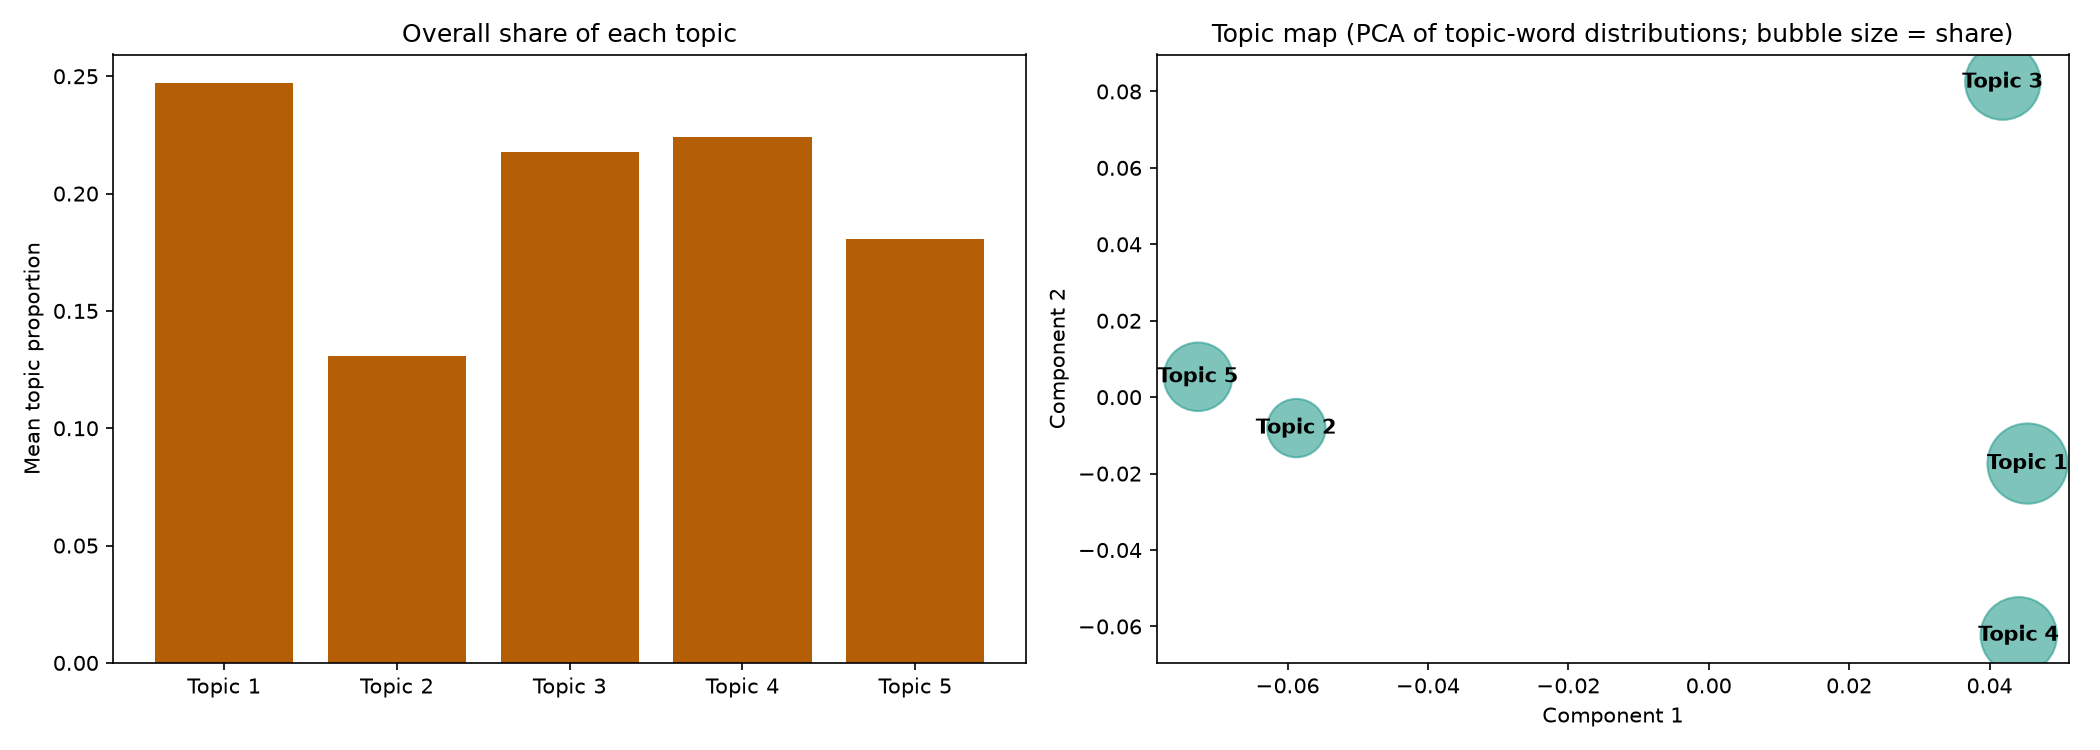 Overall share of each topic
Mean topic proportion
0.25
0.20
0.15
0.10
0.05
0.00
Topic 1
Topic 2
Topic 3
Topic 4
Topic 5
Topic map (PCA of topic-word distributions; bubble size = share)
Component 2
0.08
0.06
0.04
0.02
0.00
−0.02
−0.04
−0.06
Topic 3
Topic 5
Topic 2
Topic 1
Topic 4
−0.06
−0.04
−0.02
0.00
0.02
0.04
Component 1